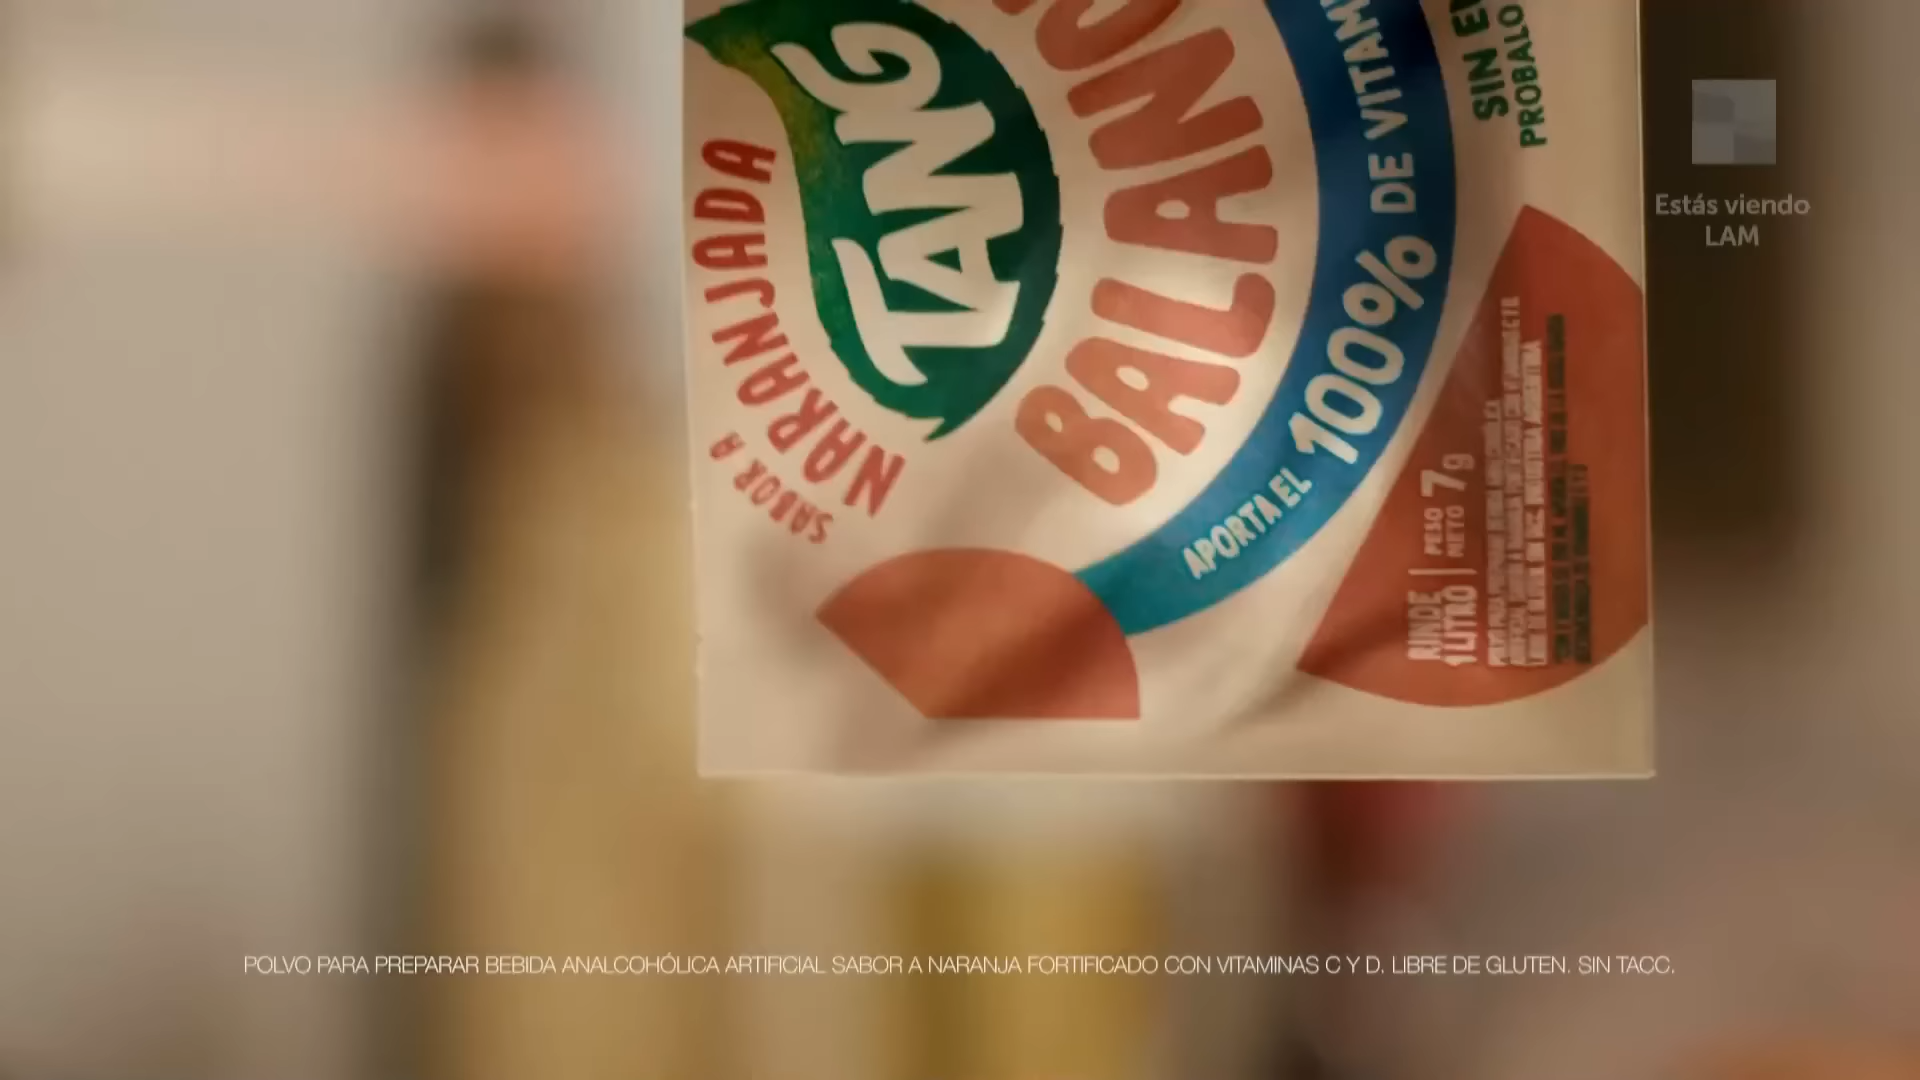 SABOR A
NARANJADA
TANG
BALANC
APORTA EL 100% DE VITAM
SIN
PROBALO
RINDE
1 LITRO
PESO
NETO 7g
Estás viendo
LAM
POLVO PARA PREPARAR BEBIDA ANALCOHÓLICA ARTIFICIAL SABOR A NARANJA FORTIFICADO CON VITAMINAS C Y D. LIBRE DE GLUTEN. SIN TACC.